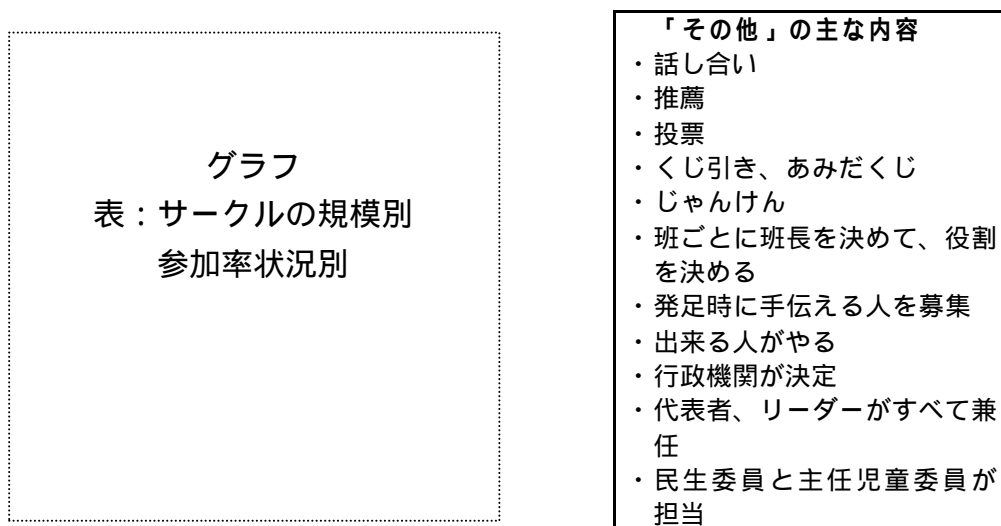 グラフ
表：サークルの規模別
参加率状況別
「その他」の主な内容
・話し合い
・推薦
・投票
・くじ引き、あみだくじ
・じゃんけん
・班ごとに班長を決めて、役割
を決める
・発足時に手伝える人を募集
・出来る人がやる
・行政機関が決定
・代表者、リーダーがすべて兼
任
・民生委員と主任児童委員が
担当